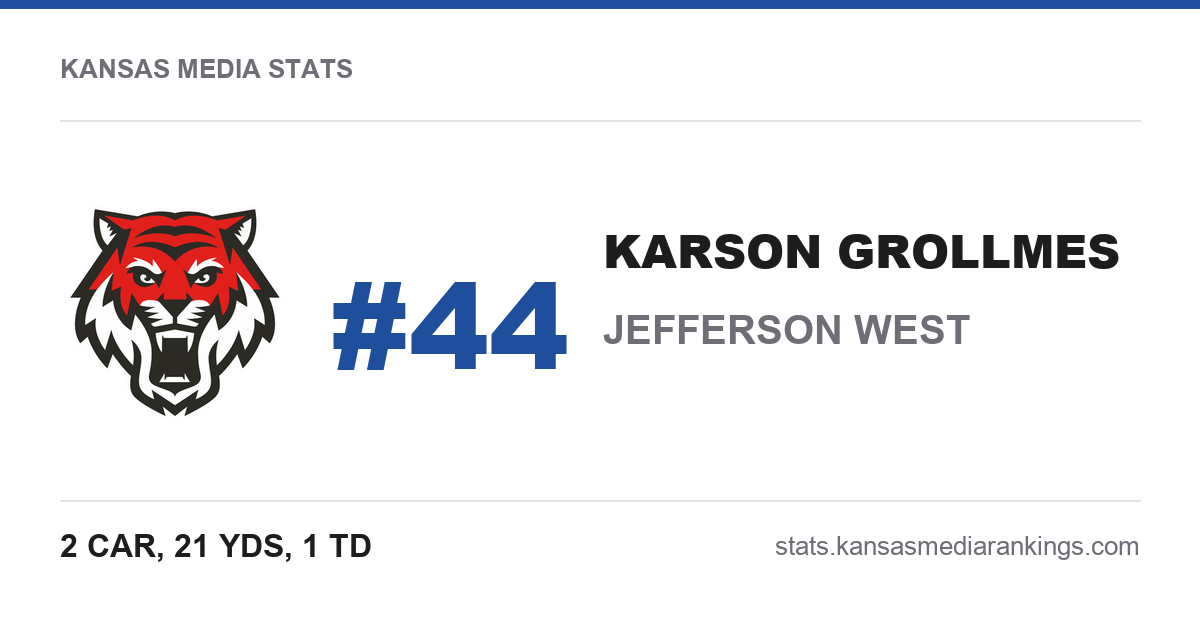 KANSAS MEDIA STATS
#44
KARSON GROLLMES
JEFFERSON WEST
2 CAR, 21 YDS, 1 TD
stats.kansasmediarankings.com